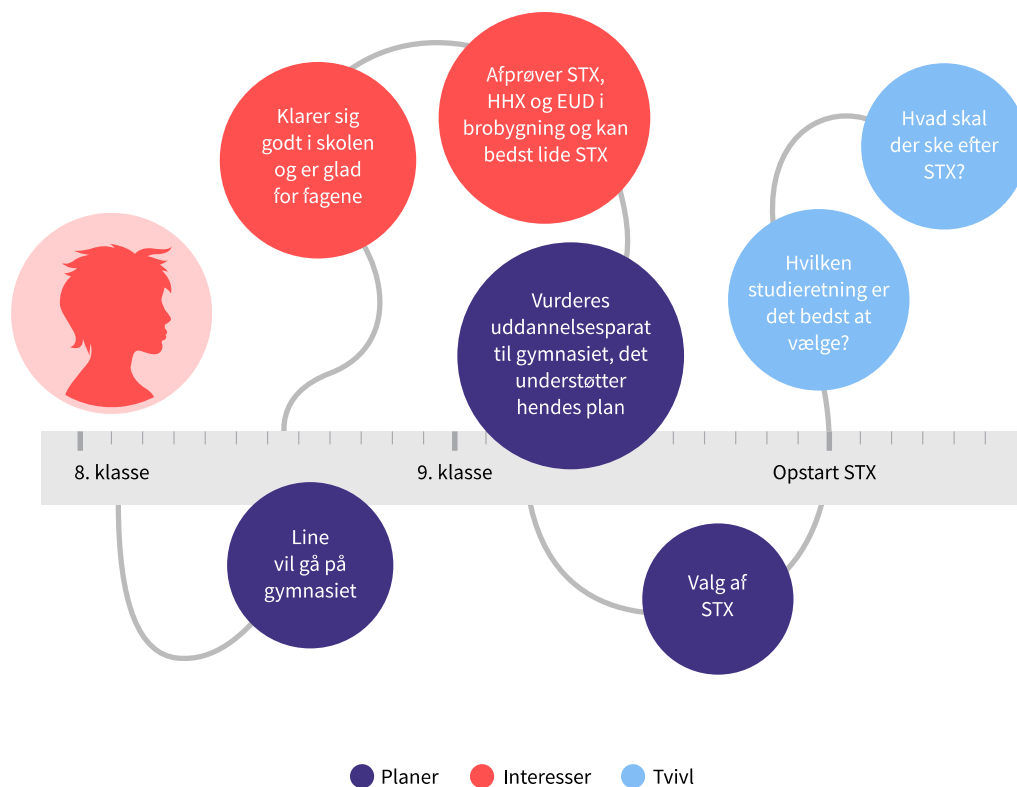 Klarer sig
godt i skolen
og er glad
for fagene
Afprøver STX,
HHX og EUD i
brobygning og kan
bedst lide STX
Hvad skal
der ske efter
STX?
Hvilken
studieretning er
det bedst at
vælge?
Vurderes
uddannelsesparat
til gymnasiet, det
understøtter
hendes plan
8. klasse
9. klasse
Opstart STX
Line
vil gå på
gymnasiet
Valg af
STX
Planer
Interesser
Tvivl